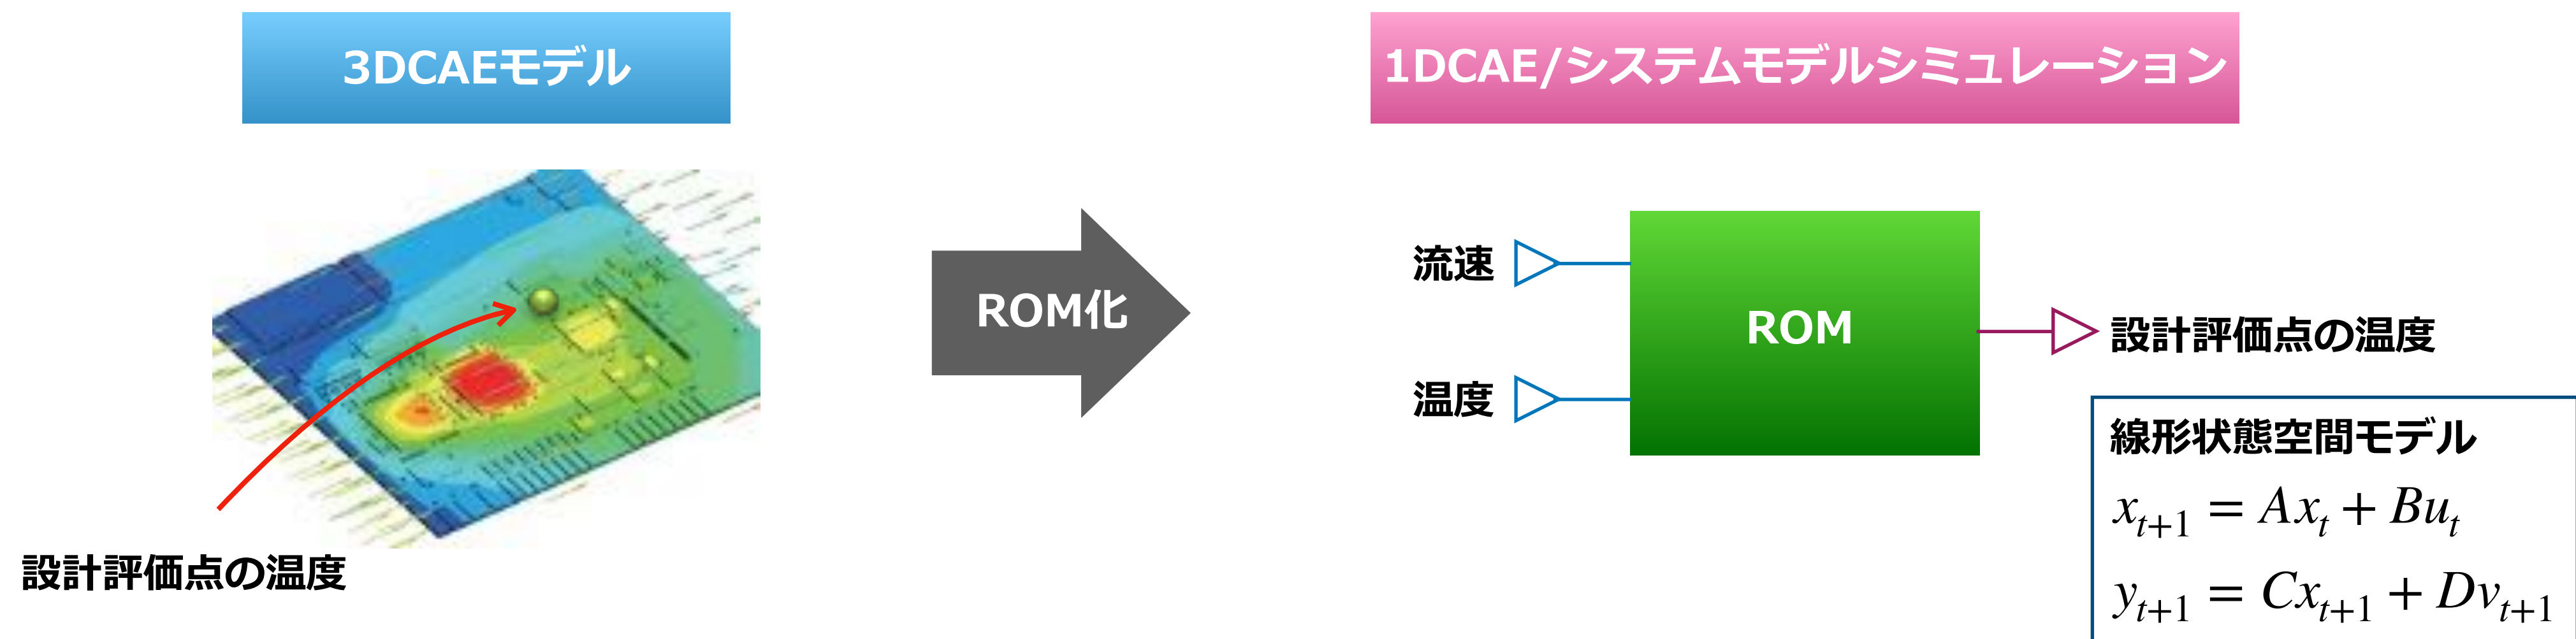 3DCAEモデル
1DCAE/システムモデルシミュレーション
設計評価点の温度
ROM化
流速
温度
ROM
設計評価点の温度
線形状態空間モデル
x_{t+1} = Ax_t + Bu_t
y_{t+1} = Cx_{t+1} + Dv_{t+1}